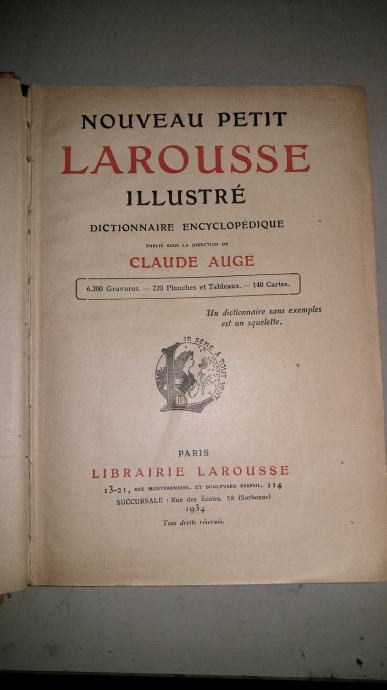 NOUVEAU PETIT
LAROUSSE
ILLUSTRÉ
DICTIONNAIRE ENCYCLOPÉDIQUE
PUBLIÉ SOUS LA DIRECTION DE
CLAUDE AUGÉ
6.200 Gravures. — 220 Planches et Tableaux. — 140 Cartes.
Un dictionnaire sans exemples
est un squelette.
JE SÈME À TOUT VENT
PARIS
LIBRAIRIE LAROUSSE
13-21, RUE MONTPARNASSE, ET BOULEVARD RASPAIL, 114
SUCCURSALE : Rue des Écoles, 58 (Sorbonne)
1934
Tous droits réservés.